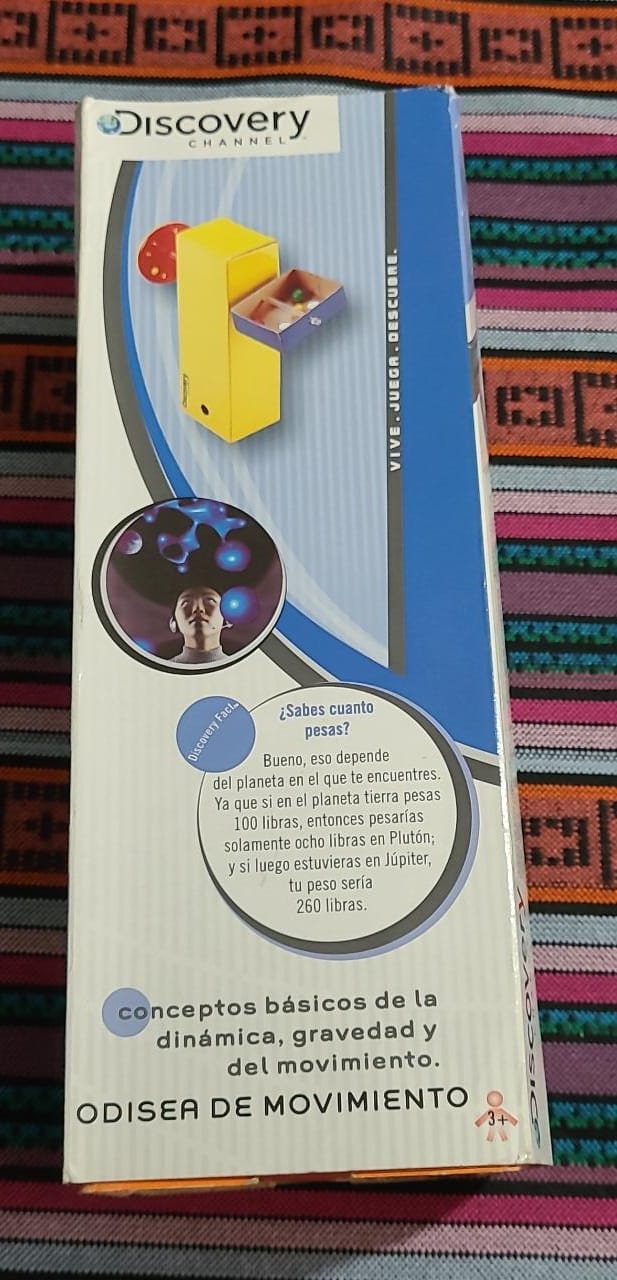 Discovery
CHANNEL
VIVE. JUEGA. DESCUBRE.
Discovery Fact™
¿Sabes cuanto
pesas?
Bueno, eso depende
del planeta en el que te encuentres.
Ya que si en el planeta tierra pesas
100 libras, entonces pesarías
solamente ocho libras en Plutón;
y si luego estuvieras en Júpiter,
tu peso sería
260 libras.
conceptos básicos de la
dinámica, gravedad y
del movimiento.
ODISEA DE MOVIMIENTO
3+
DISCOVERY